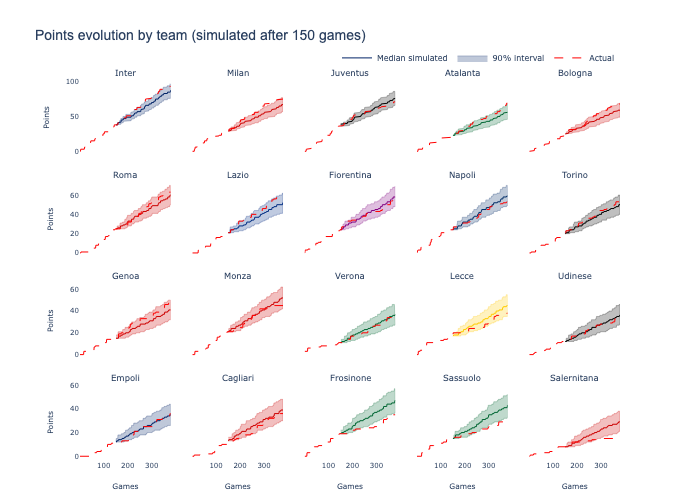 Points evolution by team (simulated after 150 games)
Median simulated 90% interval Actual
Inter Milan Juventus Atalanta Bologna
100
50
0
Points
Roma Lazio Fiorentina Napoli Torino
60
40
20
0
Points
Genoa Monza Verona Lecce Udinese
60
40
20
0
Points
Empoli Cagliari Frosinone Sassuolo Salernitana
60
40
20
0
Points
100 200 300 100 200 300 100 200 300 100 200 300 100 200 300
Games Games Games Games Games